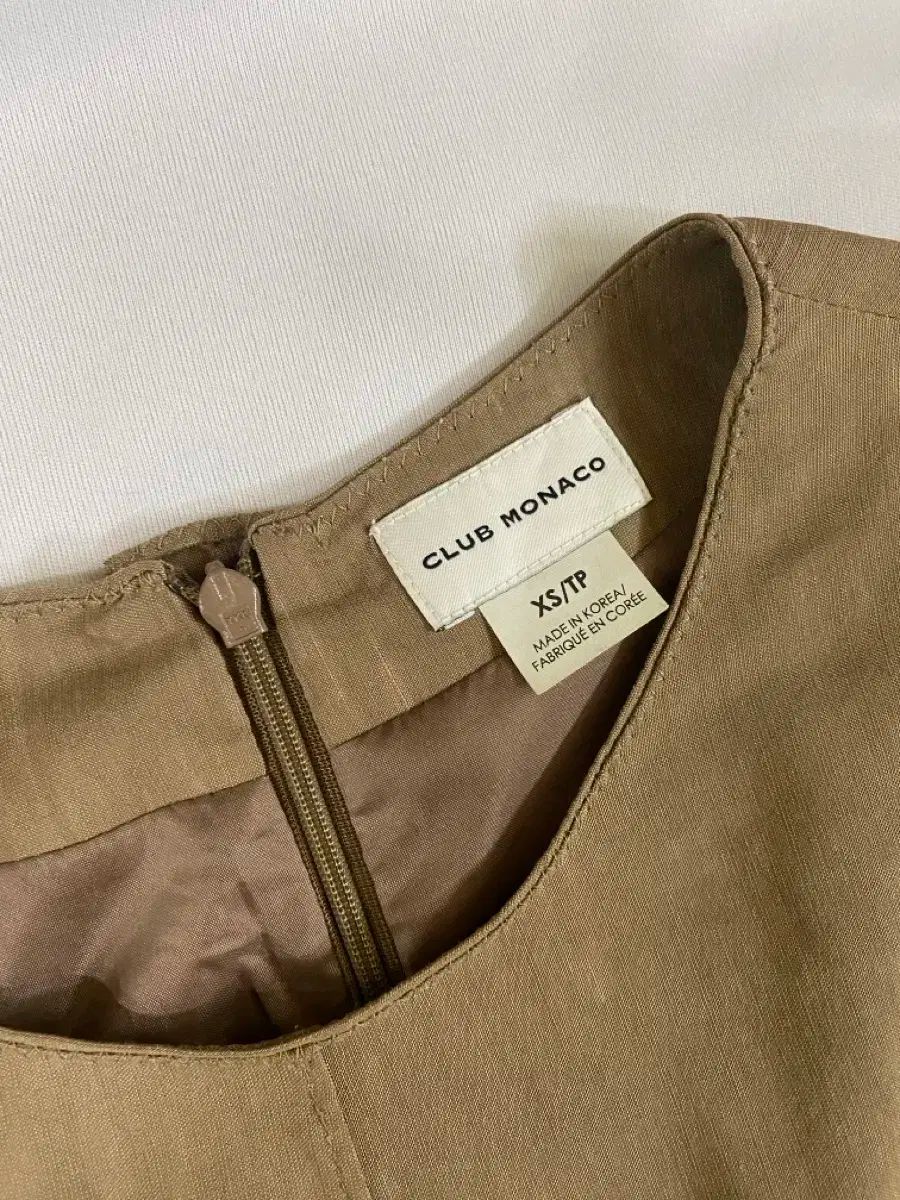 CLUB MONACO
XS/TP
MADE IN KOREA/
FABRIQUÉ EN CORÉE